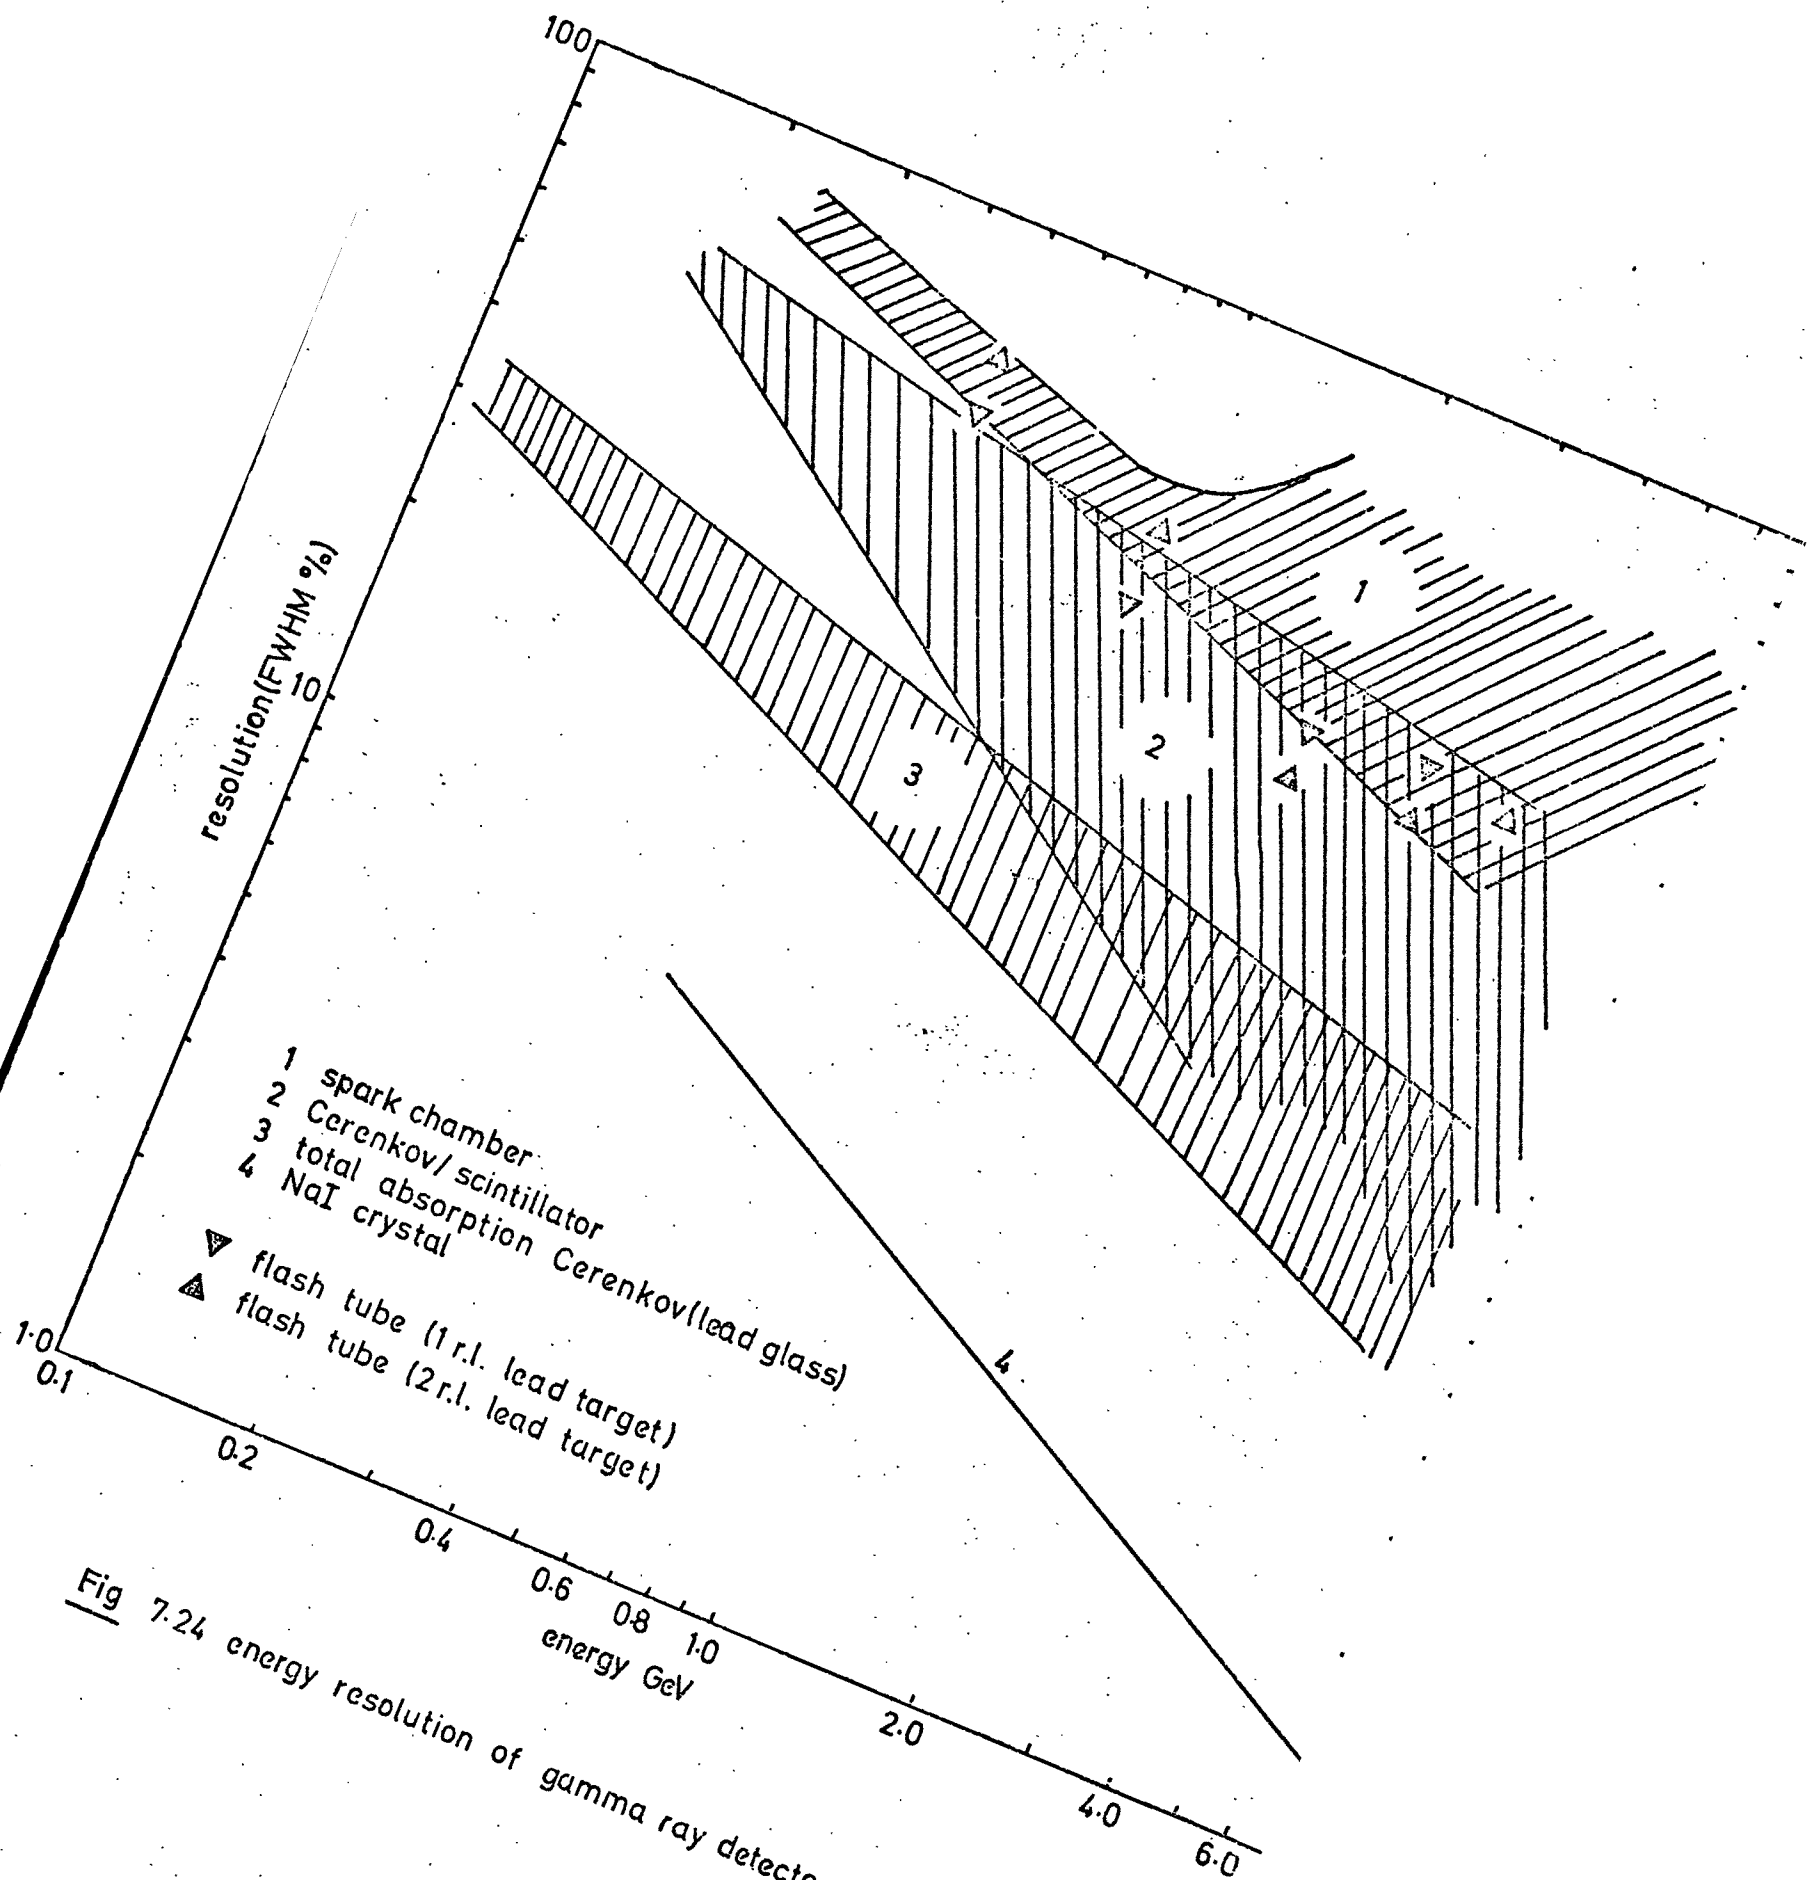 100
resolution(FWHM %)
10
1
2
3
4
1 spark chamber
2 Cerenkov/scintillator
3 total absorption Cerenkov(lead glass)
4 NaI crystal
flash tube (1 r.l. lead target)
flash tube (2 r.l. lead target)
1·0
0·1
0·2
0·4
0·6
0·8
1·0
2·0
4·0
6·0
energy GeV
Fig 7·24 energy resolution of gamma ray